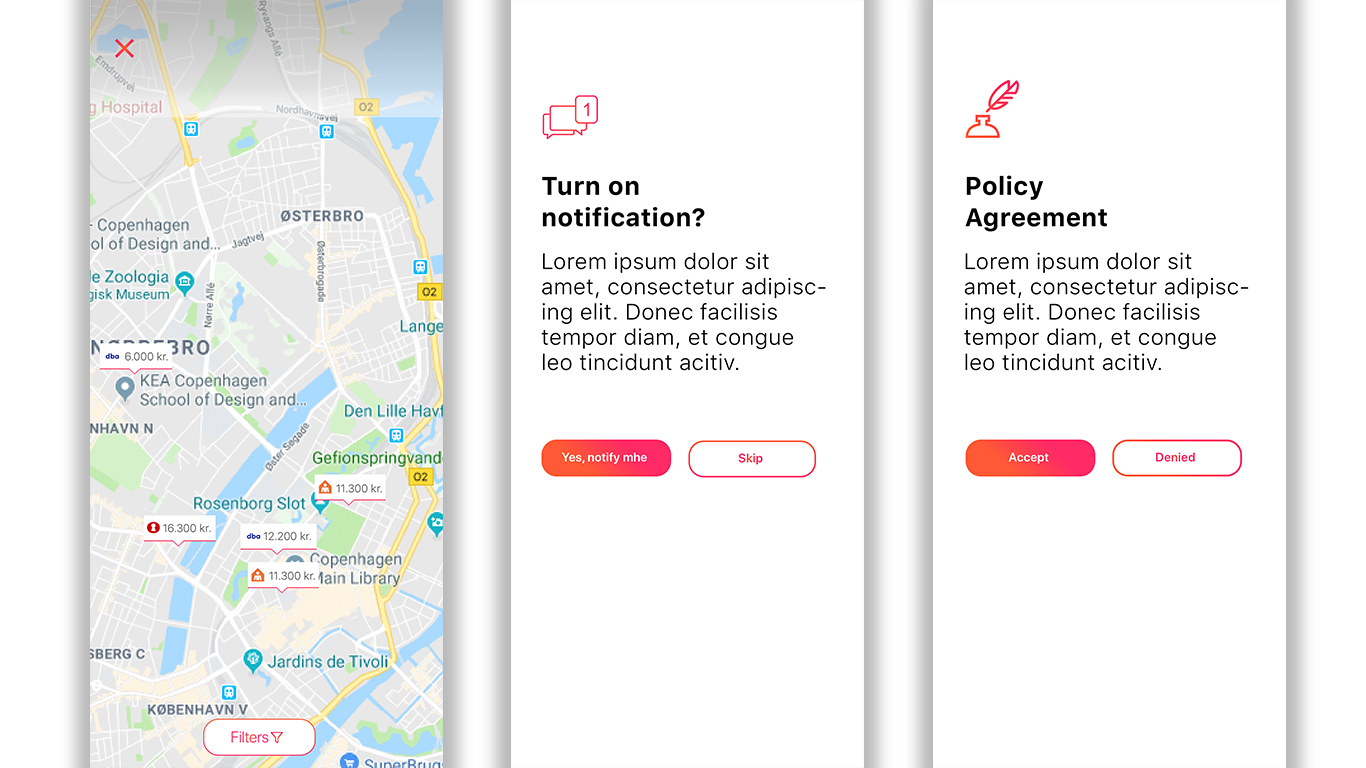 Ryvangs Allé
Emdrupvej
g Hospital
Nordhavnsvej
O2
ØSTERBRO
- Copenhagen
ol of Design and...
Jagtvej
Østerbrogade
e Zoologia
gisk Museum
O2
Nørre Allé
Lange
NØRREBRO
dba 6.000 kr.
KEA Copenhagen
School of Design and...
Den Lille Havf
NHAVN N
Øster Søgade
Gefionspringvand
O2
11.300 kr.
Rosenborg Slot
16.300 kr.
dba 12.200 kr.
Copenhagen
Main Library
11.300 kr.
SBERG C
Jardins de Tivoli
KØBENHAVN V
Filters
SuperBrugs
1
Turn on
notification?
Lorem ipsum dolor sit
amet, consectetur adipisc-
ing elit. Donec facilisis
tempor diam, et congue
leo tincidunt acitiv.
Yes, notify mhe
Skip
Policy
Agreement
Lorem ipsum dolor sit
amet, consectetur adipisc-
ing elit. Donec facilisis
tempor diam, et congue
leo tincidunt acitiv.
Accept
Denied